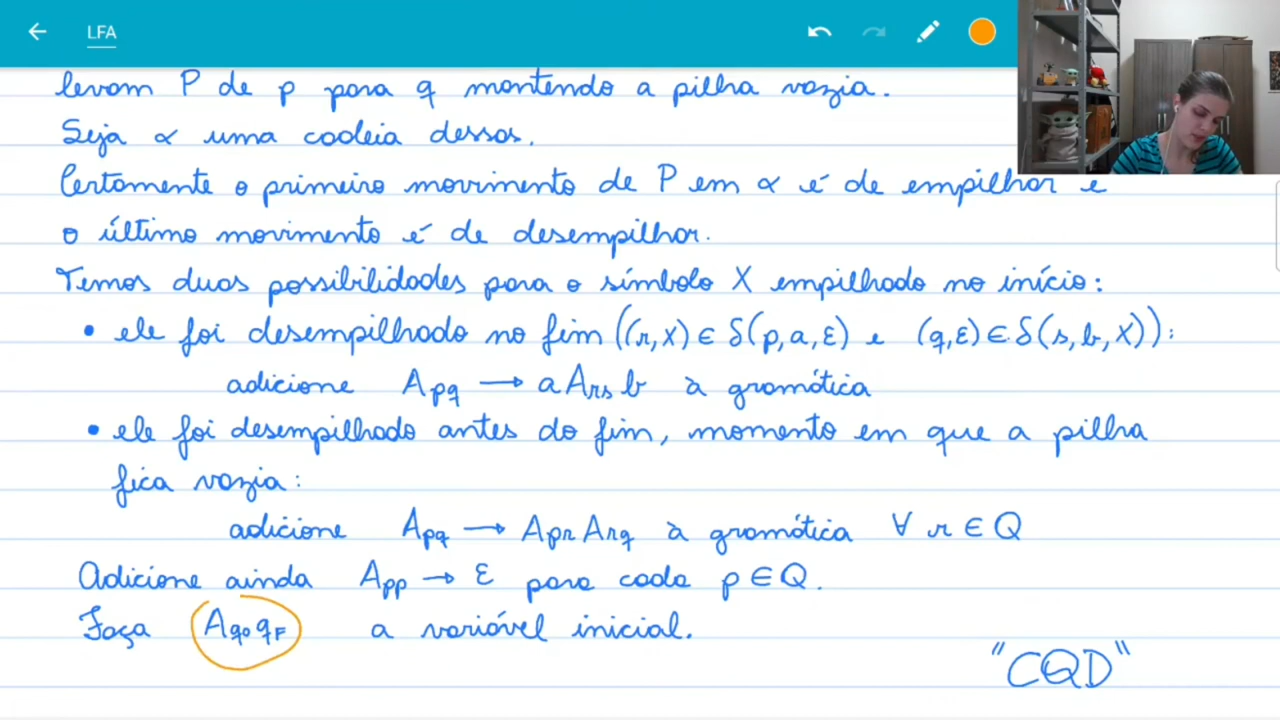 LFA
levam P de p para q mantendo a pilha vazia.
Seja α uma cadeia dessas.
Certamente o primeiro movimento de P em α é de empilhar e
o último movimento é de desempilhar.
Temos duas possibilidades para o símbolo X empilhado no início:
• ele foi desempilhado no fim ((r,X) ∈ δ(p,a,ε) e (q,ε) ∈ δ(s,b,X)):
adicione Apq → aArsb à gramática
• ele foi desempilhado antes do fim, momento em que a pilha
fica vazia:
adicione Apq → AprArq à gramática ∀ r ∈ Q
Adicione ainda App → ε para cada p ∈ Q.
Faça Aq0qF a variável inicial.
"CQD"